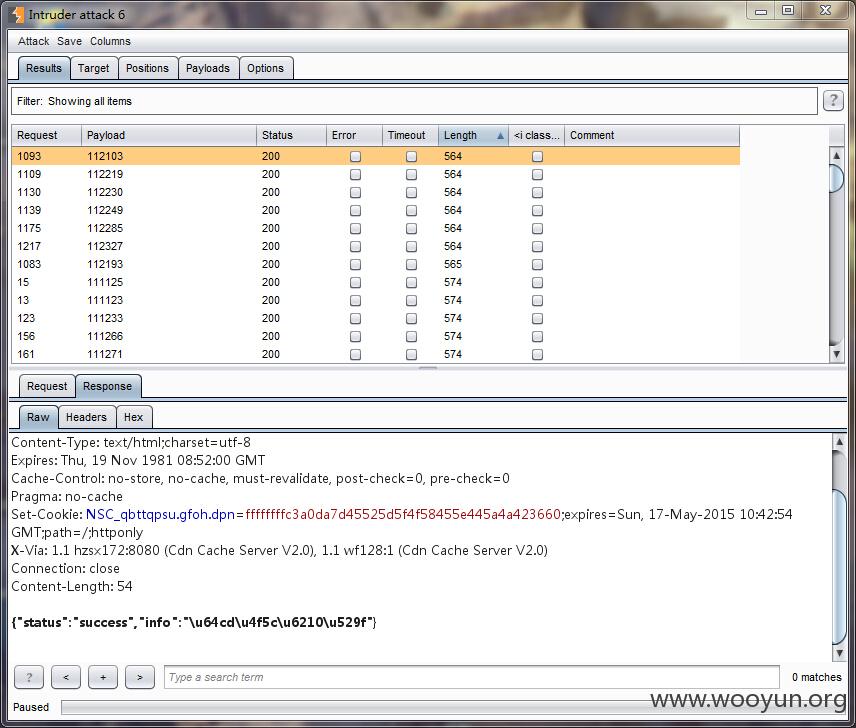 Intruder attack 6
Attack Save Columns
Results Target Positions Payloads Options
Filter: Showing all items ?
Request Payload Status Error Timeout Length <i class... Comment
1093 112103 200 564
1109 112219 200 564
1130 112230 200 564
1139 112249 200 564
1175 112285 200 564
1217 112327 200 564
1083 112193 200 565
15 111125 200 574
13 111123 200 574
123 111233 200 574
156 111266 200 574
161 111271 200 574
Request Response
Raw Headers Hex
Content-Type: text/html;charset=utf-8
Expires: Thu, 19 Nov 1981 08:52:00 GMT
Cache-Control: no-store, no-cache, must-revalidate, post-check=0, pre-check=0
Pragma: no-cache
Set-Cookie: NSC_qbttqpsu.gfoh.dpn=ffffffffc3a0da7d45525d5f4f58455e445a4a423660;expires=Sun, 17-May-2015 10:42:54
GMT;path=/;httponly
X-Via: 1.1 hzsx172:8080 (Cdn Cache Server V2.0), 1.1 wf128:1 (Cdn Cache Server V2.0)
Connection: close
Content-Length: 54
{"status":"success","info":"\u64cd\u4f5c\u6210\u529f"}
? < + > Type a search term 0 matches
www.wooyun.org
Paused